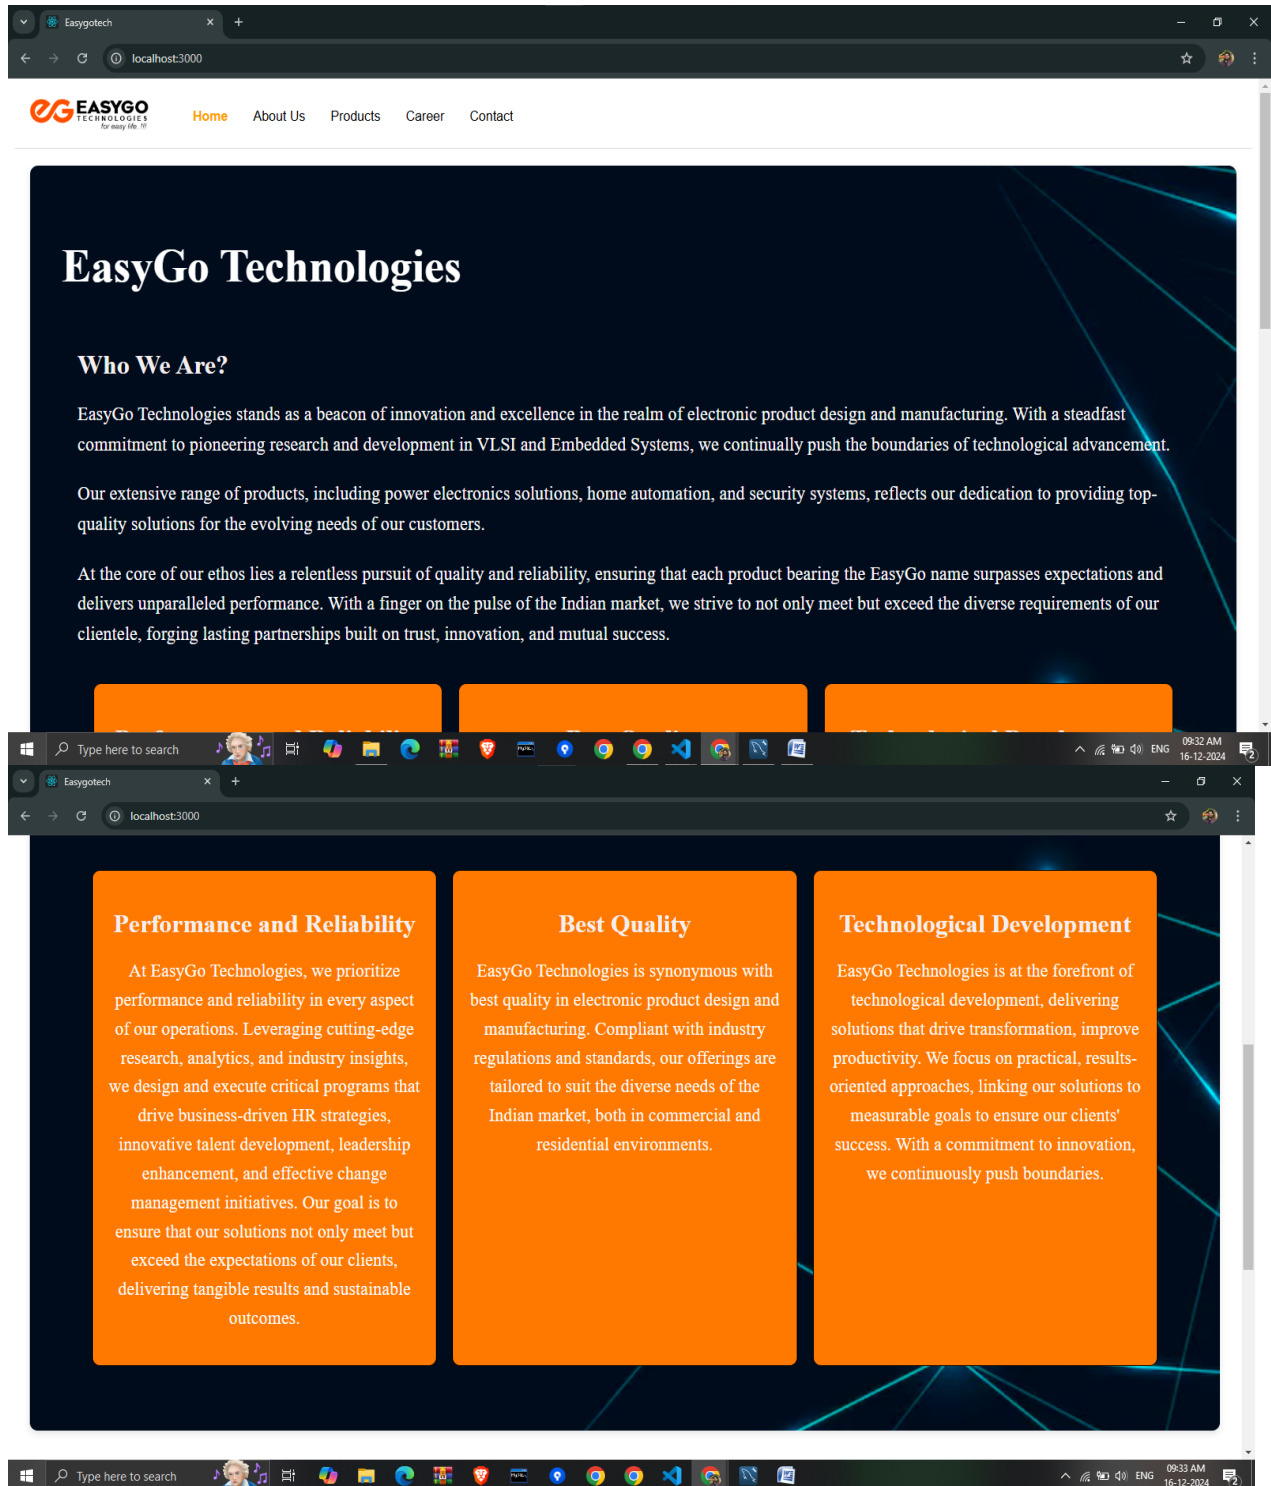 Easygotech
localhost:3000
EASYGO
TECHNOLOGIES
for easy life..!!!
Home About Us Products Career Contact
EasyGo Technologies
Who We Are?
EasyGo Technologies stands as a beacon of innovation and excellence in the realm of electronic product design and manufacturing. With a steadfast
commitment to pioneering research and development in VLSI and Embedded Systems, we continually push the boundaries of technological advancement.
Our extensive range of products, including power electronics solutions, home automation, and security systems, reflects our dedication to providing top-
quality solutions for the evolving needs of our customers.
At the core of our ethos lies a relentless pursuit of quality and reliability, ensuring that each product bearing the EasyGo name surpasses expectations and
delivers unparalleled performance. With a finger on the pulse of the Indian market, we strive to not only meet but exceed the diverse requirements of our
clientele, forging lasting partnerships built on trust, innovation, and mutual success.
Type here to search
ENG
09:32 AM
16-12-2024
2
Easygotech
localhost:3000
Performance and Reliability
At EasyGo Technologies, we prioritize
performance and reliability in every aspect
of our operations. Leveraging cutting-edge
research, analytics, and industry insights,
we design and execute critical programs that
drive business-driven HR strategies,
innovative talent development, leadership
enhancement, and effective change
management initiatives. Our goal is to
ensure that our solutions not only meet but
exceed the expectations of our clients,
delivering tangible results and sustainable
outcomes.
Best Quality
EasyGo Technologies is synonymous with
best quality in electronic product design and
manufacturing. Compliant with industry
regulations and standards, our offerings are
tailored to suit the diverse needs of the
Indian market, both in commercial and
residential environments.
Technological Development
EasyGo Technologies is at the forefront of
technological development, delivering
solutions that drive transformation, improve
productivity. We focus on practical, results-
oriented approaches, linking our solutions to
measurable goals to ensure our clients'
success. With a commitment to innovation,
we continuously push boundaries.
Type here to search
ENG
09:33 AM
16-12-2024
2